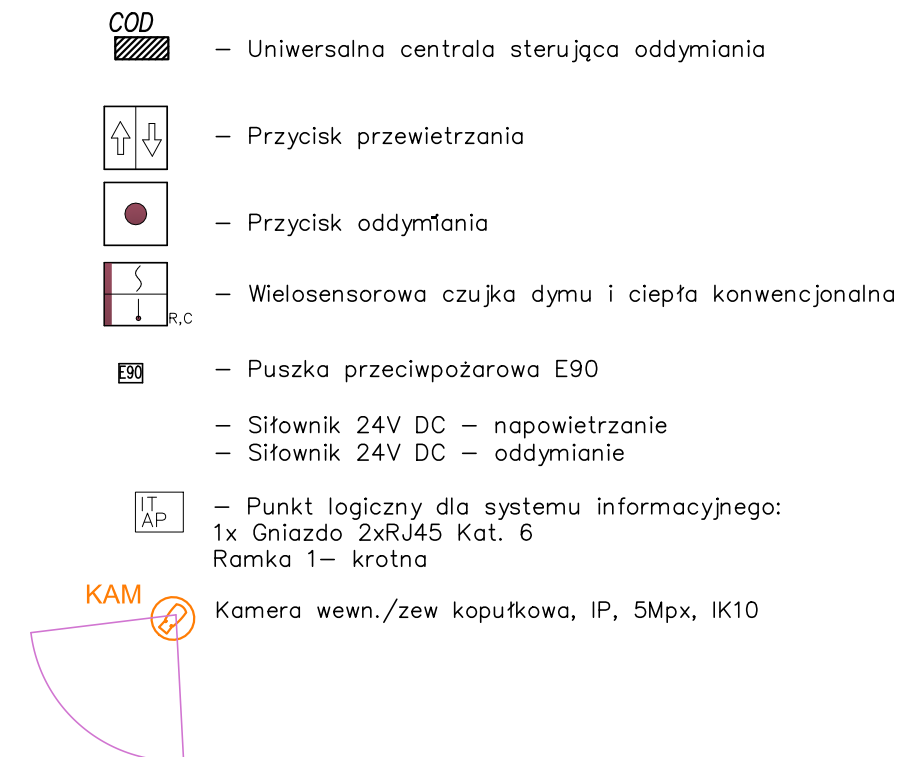 COD
– Uniwersalna centrala sterująca oddymiania
– Przycisk przewietrzania
– Przycisk oddymiania
– Wielosensorowa czujka dymu i ciepła konwencjonalna
R,C
E90
– Puszka przeciwpożarowa E90
– Siłownik 24V DC – napowietrzanie
– Siłownik 24V DC – oddymianie
IT
AP
– Punkt logiczny dla systemu informacyjnego:
1x Gniazdo 2xRJ45 Kat. 6
Ramka 1– krotna
KAM
Kamera wewn./zew kopułkowa, IP, 5Mpx, IK10